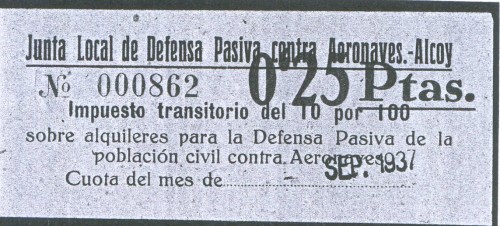 Junta Local de Defensa Pasiva contra Aeronaves.-Alcoy
Nº 000862 0'25 Ptas.
Impuesto transitorio del 10 por 100
sobre alquileres para la Defensa Pasiva de la
población civil contra Aeronaves
Cuota del mes de SEP. 1937